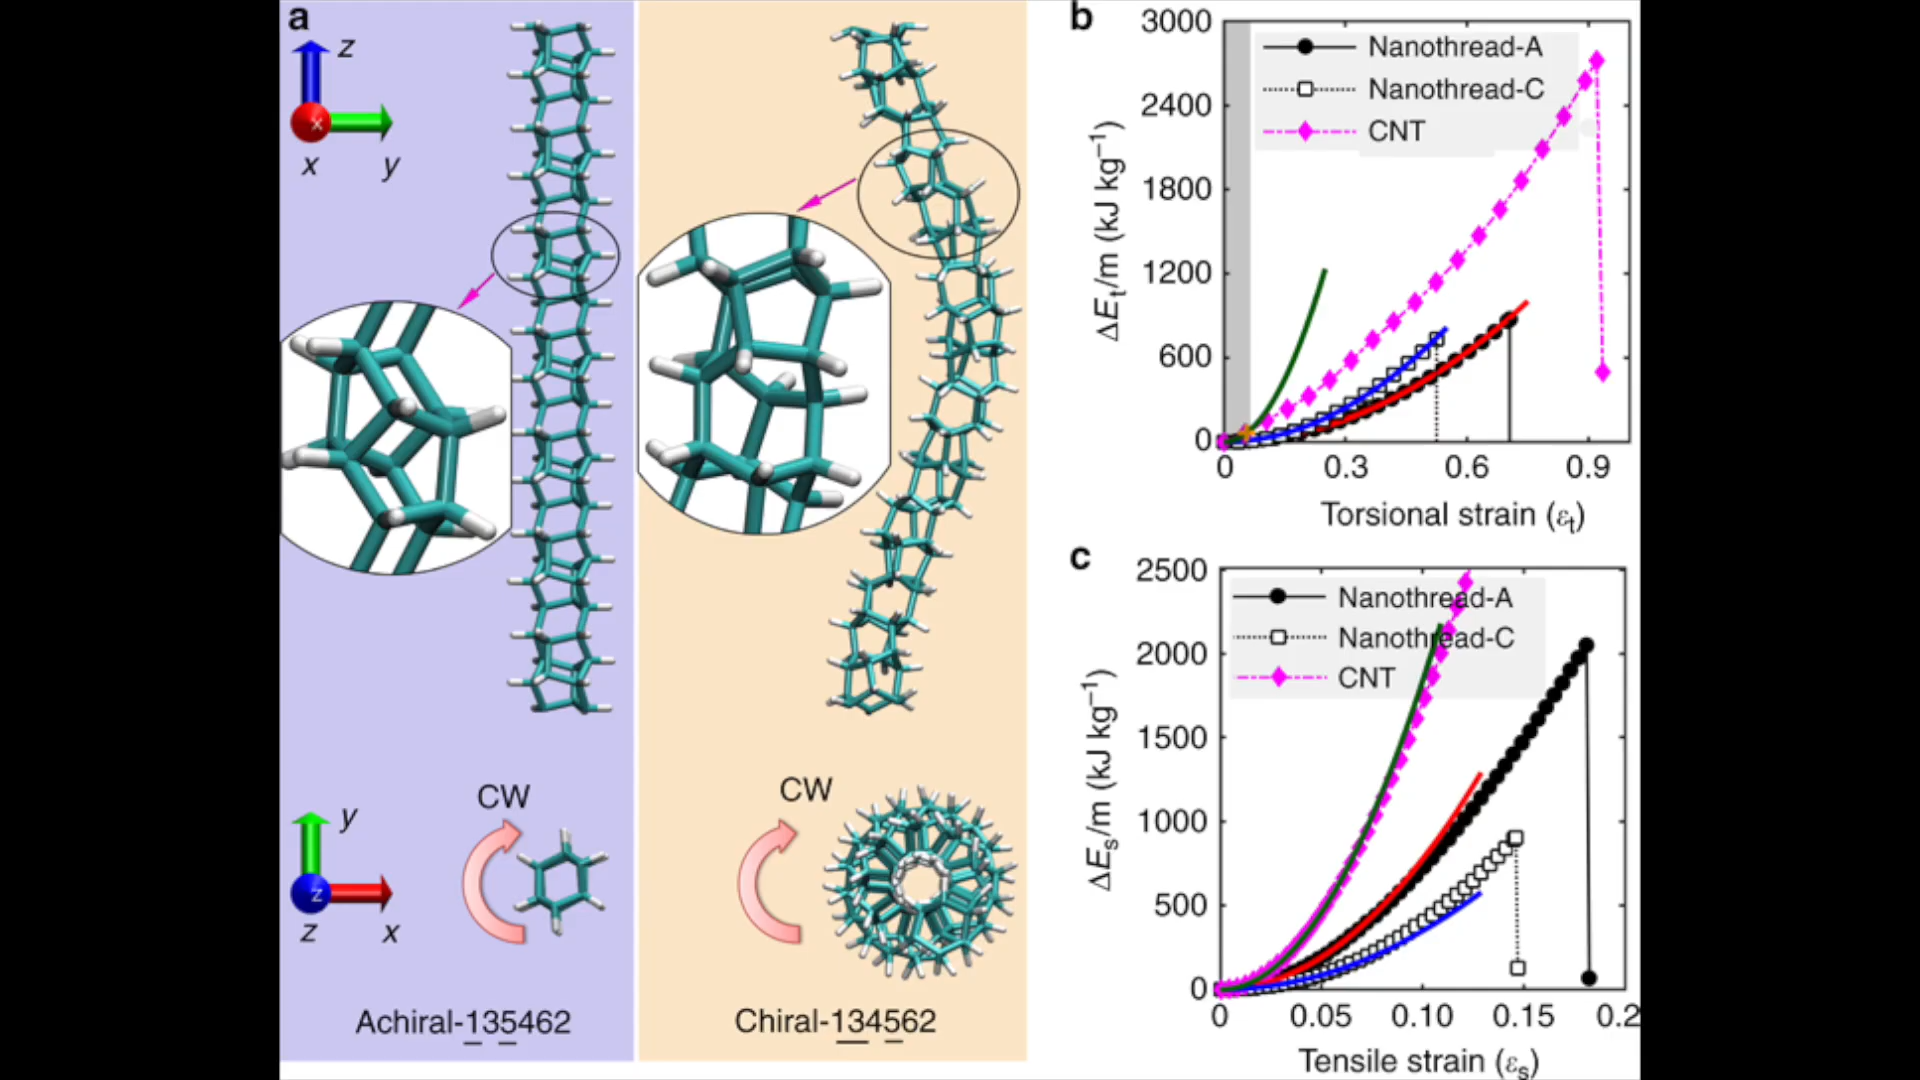 a
z
x
x y
CW
CW
y
z
z x
Achiral-135462
Chiral-134562
b
3000
2400
1800
1200
600
0
ΔEt/m (kJ kg−1)
Nanothread-A
Nanothread-C
CNT
0 0.3 0.6 0.9
Torsional strain (εt)
c
2500
2000
1500
1000
500
0
ΔEs/m (kJ kg−1)
Nanothread-A
Nanothread-C
CNT
0 0.05 0.10 0.15 0.2
Tensile strain (εs)